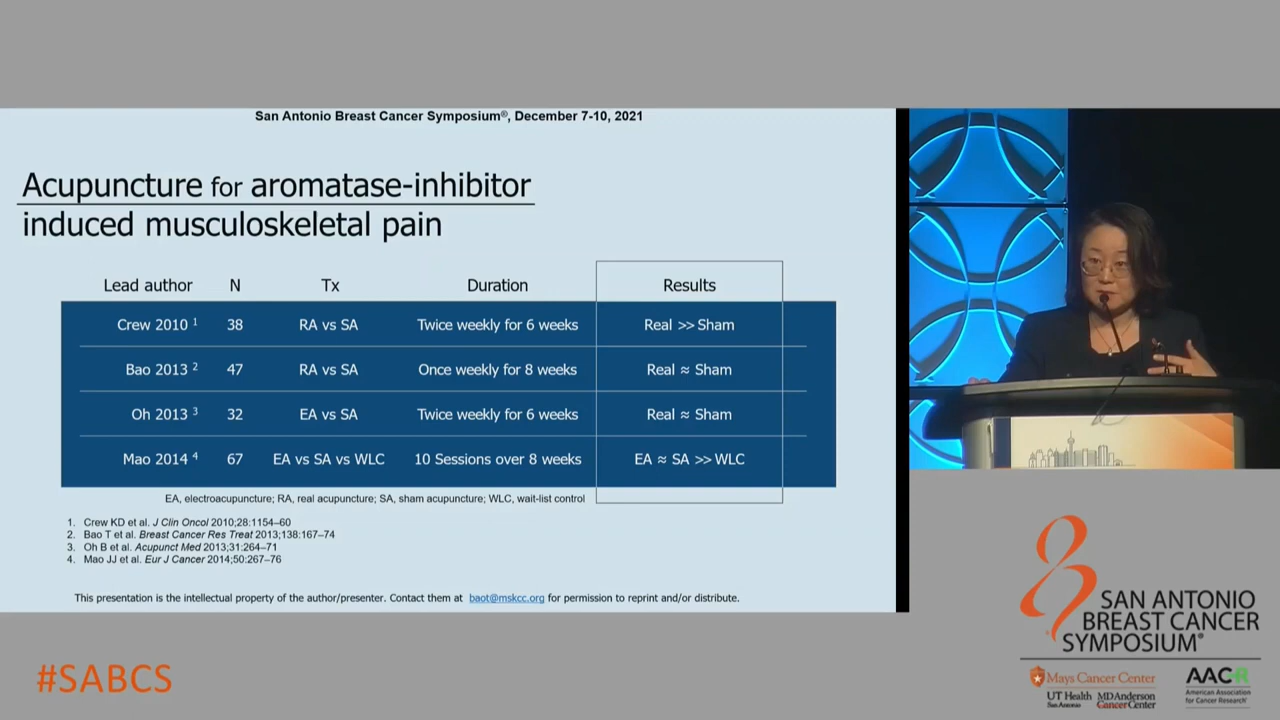 San Antonio Breast Cancer Symposium®, December 7-10, 2021
Acupuncture for aromatase-inhibitor
induced musculoskeletal pain
Lead author N Tx Duration Results
Crew 2010 1 38 RA vs SA Twice weekly for 6 weeks Real >> Sham
Bao 2013 2 47 RA vs SA Once weekly for 8 weeks Real ≈ Sham
Oh 2013 3 32 EA vs SA Twice weekly for 6 weeks Real ≈ Sham
Mao 2014 4 67 EA vs SA vs WLC 10 Sessions over 8 weeks EA ≈ SA >> WLC
EA, electroacupuncture; RA, real acupuncture; SA, sham acupuncture; WLC, wait-list control
1. Crew KD et al. J Clin Oncol 2010;28:1154–60
2. Bao T et al. Breast Cancer Res Treat 2013;138:167–74
3. Oh B et al. Acupunct Med 2013;31:264–71
4. Mao JJ et al. Eur J Cancer 2014;50:267–76
This presentation is the intellectual property of the author/presenter. Contact them at baot@mskcc.org for permission to reprint and/or distribute.
#SABCS
SAN ANTONIO
BREAST CANCER
SYMPOSIUM®
Mays Cancer Center
UT Health
San Antonio
MD Anderson
Cancer Center
AACR
American Association
for Cancer Research®